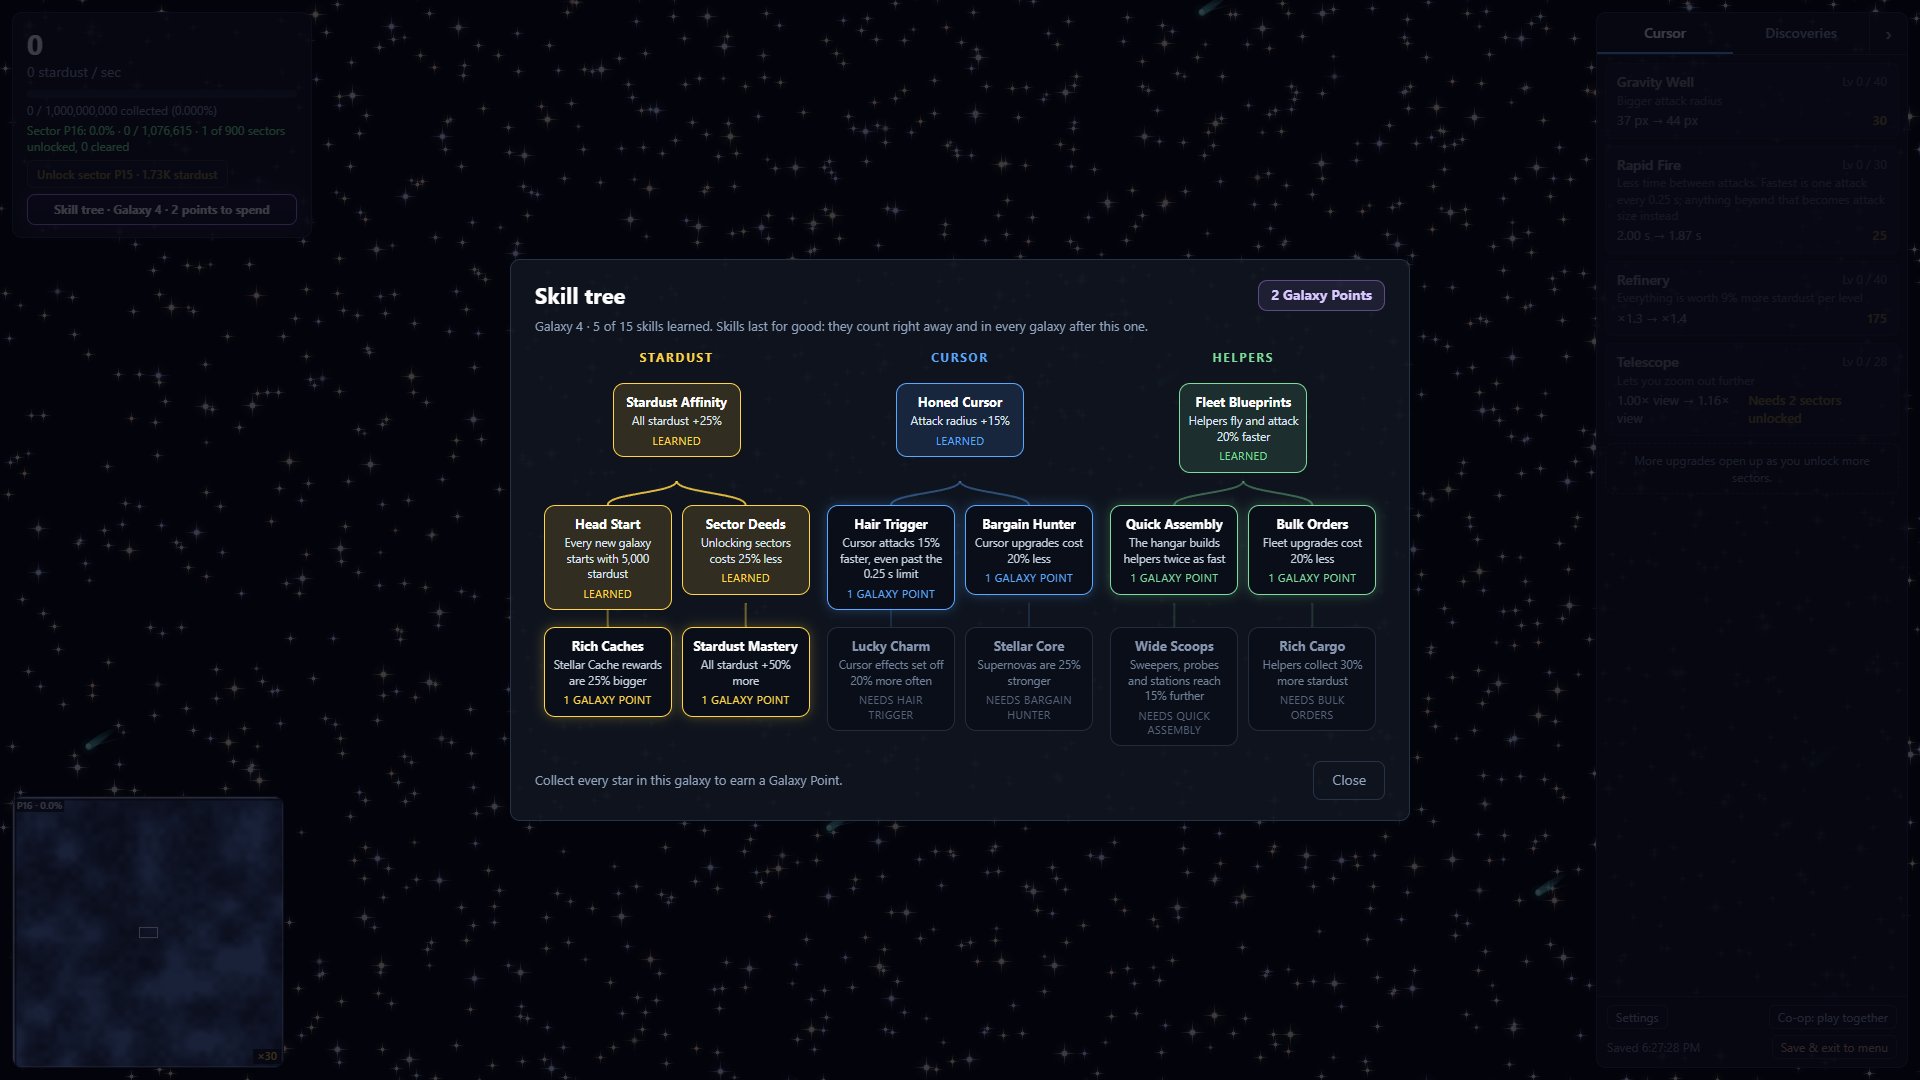 0
0 stardust / sec
0 / 1,000,000,000 collected (0.000%)
Sector P16: 0.0% · 0 / 1,076,615 · 1 of 900 sectors
unlocked, 0 cleared
Unlock sector P15 · 1.73K stardust
Skill tree · Galaxy 4 · 2 points to spend
Skill tree
2 Galaxy Points
Galaxy 4 · 5 of 15 skills learned. Skills last for good: they count right away and in every galaxy after this one.
STARDUST
Stardust Affinity
All stardust +25%
LEARNED
Head Start
Every new galaxy
starts with 5,000
stardust
LEARNED
Sector Deeds
Unlocking sectors
costs 25% less
LEARNED
Rich Caches
Stellar Cache rewards
are 25% bigger
1 GALAXY POINT
Stardust Mastery
All stardust +50%
more
1 GALAXY POINT
CURSOR
Honed Cursor
Attack radius +15%
LEARNED
Hair Trigger
Cursor attacks 15%
faster, even past the
0.25 s limit
1 GALAXY POINT
Bargain Hunter
Cursor upgrades cost
20% less
1 GALAXY POINT
Lucky Charm
Cursor effects set off
20% more often
NEEDS HAIR
TRIGGER
Stellar Core
Supernovas are 25%
stronger
NEEDS BARGAIN
HUNTER
HELPERS
Fleet Blueprints
Helpers fly and attack
20% faster
LEARNED
Quick Assembly
The hangar builds
helpers twice as fast
1 GALAXY POINT
Bulk Orders
Fleet upgrades cost
20% less
1 GALAXY POINT
Wide Scoops
Sweepers, probes
and stations reach
15% further
NEEDS QUICK
ASSEMBLY
Rich Cargo
Helpers collect 30%
more stardust
NEEDS BULK
ORDERS
Collect every star in this galaxy to earn a Galaxy Point.
Close
Cursor
Discoveries
›
Gravity Well
Lv 0 / 40
Bigger attack radius
37 px → 44 px
30
Rapid Fire
Lv 0 / 30
Less time between attacks. Fastest is one attack
every 0.25 s; anything beyond that becomes attack
size instead
2.00 s → 1.87 s
25
Refinery
Lv 0 / 40
Everything is worth 9% more stardust per level
×1.3 → ×1.4
175
Telescope
Lv 0 / 28
Lets you zoom out further
1.00× view → 1.16×
view
Needs 2 sectors
unlocked
More upgrades open up as you unlock more
sectors.
P16 · 0.0%
×30
Settings
Co-op: play together
Saved 6:27:28 PM
Save & exit to menu